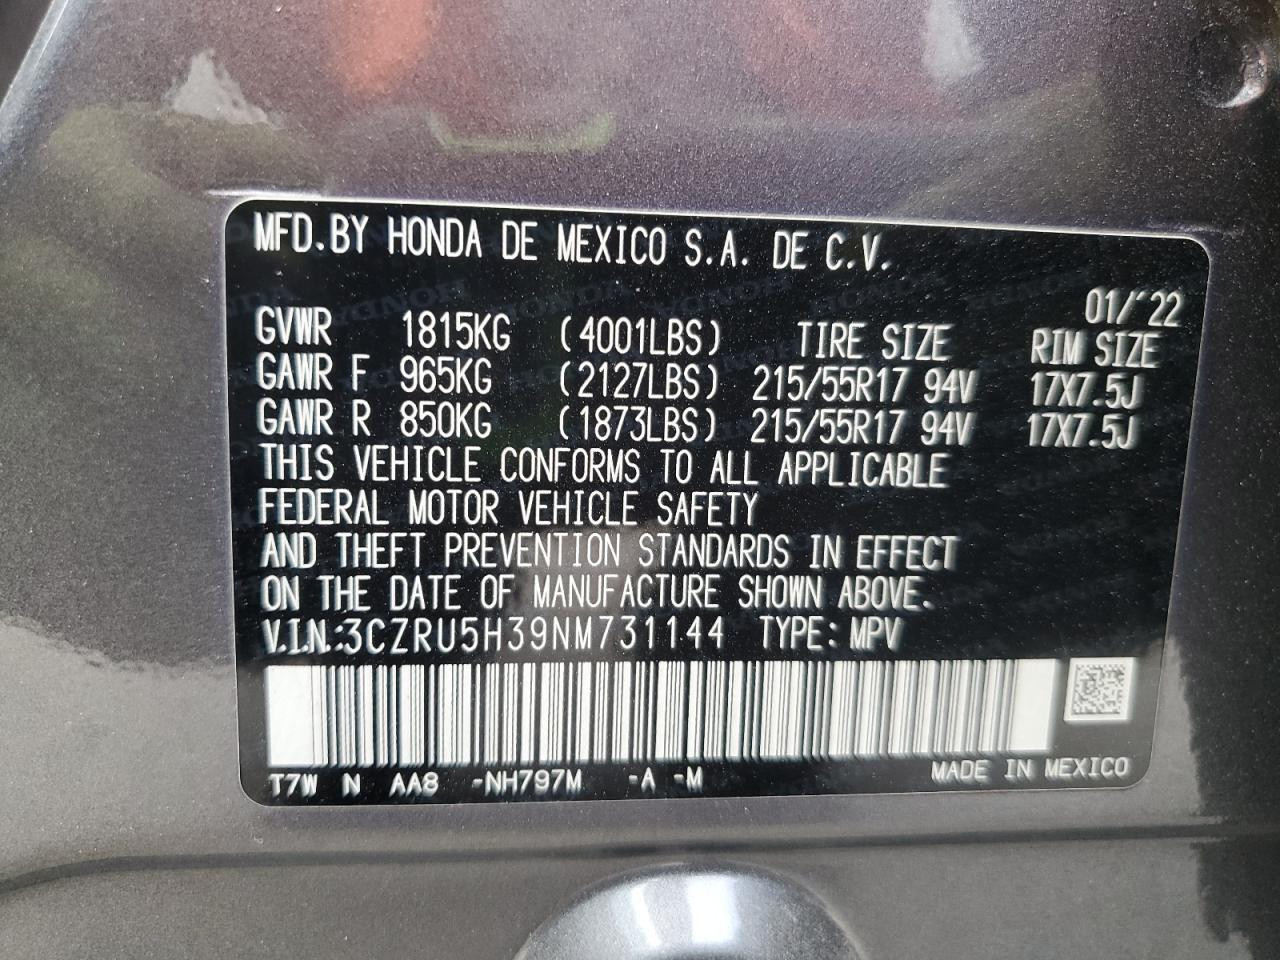 MFD.BY HONDA DE MEXICO S.A. DE C.V.
01/'22
GVWR 1815KG (4001LBS) TIRE SIZE RIM SIZE
GAWR F 965KG (2127LBS) 215/55R17 94V 17X7.5J
GAWR R 850KG (1873LBS) 215/55R17 94V 17X7.5J
THIS VEHICLE CONFORMS TO ALL APPLICABLE
FEDERAL MOTOR VEHICLE SAFETY
AND THEFT PREVENTION STANDARDS IN EFFECT
ON THE DATE OF MANUFACTURE SHOWN ABOVE.
V.I.N.:3CZRU5H39NM731144 TYPE: MPV
T7W N AA8 -NH797M -A -M MADE IN MEXICO